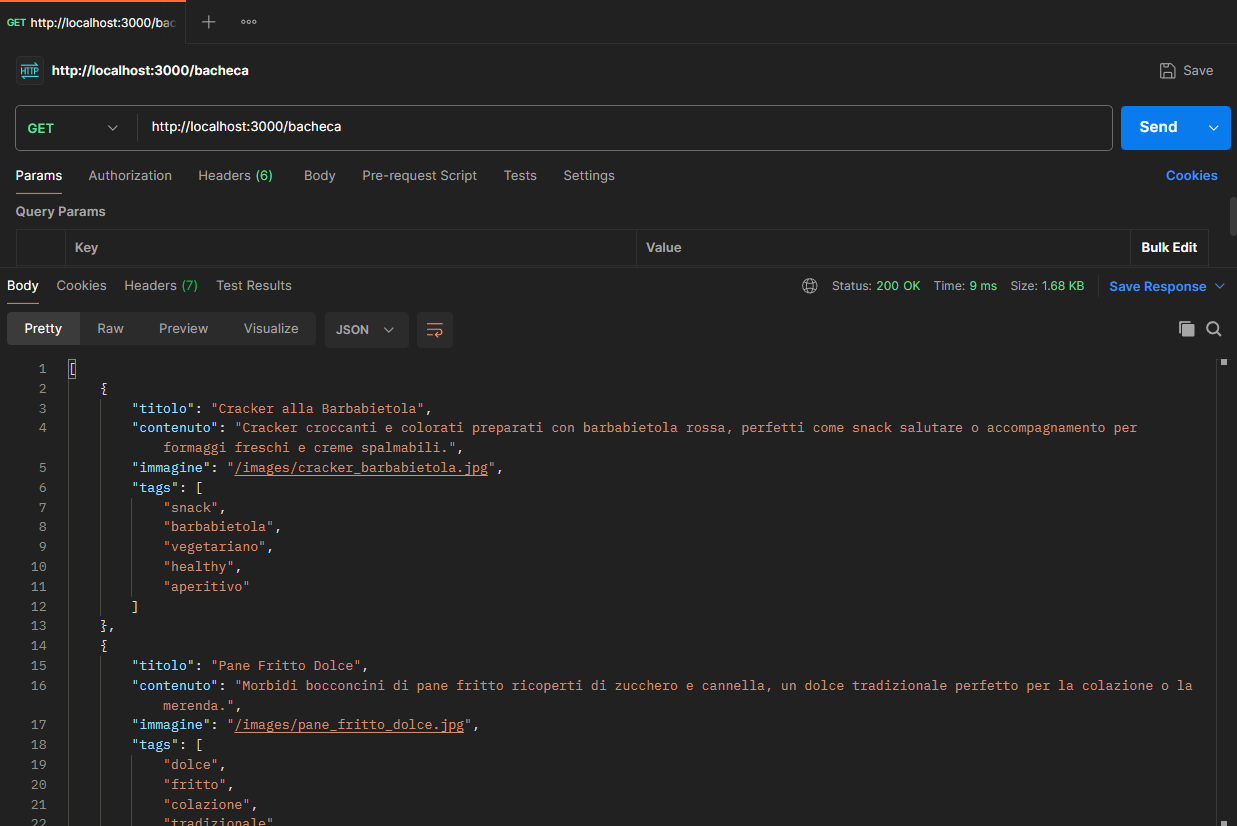 GET http://localhost:3000/bac
http://localhost:3000/bacheca
Save
GET http://localhost:3000/bacheca Send
Params Authorization Headers (6) Body Pre-request Script Tests Settings Cookies
Query Params
Key Value Bulk Edit
Body Cookies Headers (7) Test Results Status: 200 OK Time: 9 ms Size: 1.68 KB Save Response
Pretty Raw Preview Visualize JSON
1 [
2 {
3 "titolo": "Cracker alla Barbabietola",
4 "contenuto": "Cracker croccanti e colorati preparati con barbabietola rossa, perfetti come snack salutare o accompagnamento per
formaggi freschi e creme spalmabili.",
5 "immagine": "/images/cracker_barbabietola.jpg",
6 "tags": [
7 "snack",
8 "barbabietola",
9 "vegetariano",
10 "healthy",
11 "aperitivo"
12 ]
13 },
14 {
15 "titolo": "Pane Fritto Dolce",
16 "contenuto": "Morbidi bocconcini di pane fritto ricoperti di zucchero e cannella, un dolce tradizionale perfetto per la colazione o la
merenda.",
17 "immagine": "/images/pane_fritto_dolce.jpg",
18 "tags": [
19 "dolce",
20 "fritto",
21 "colazione",
22 "tradizionale"